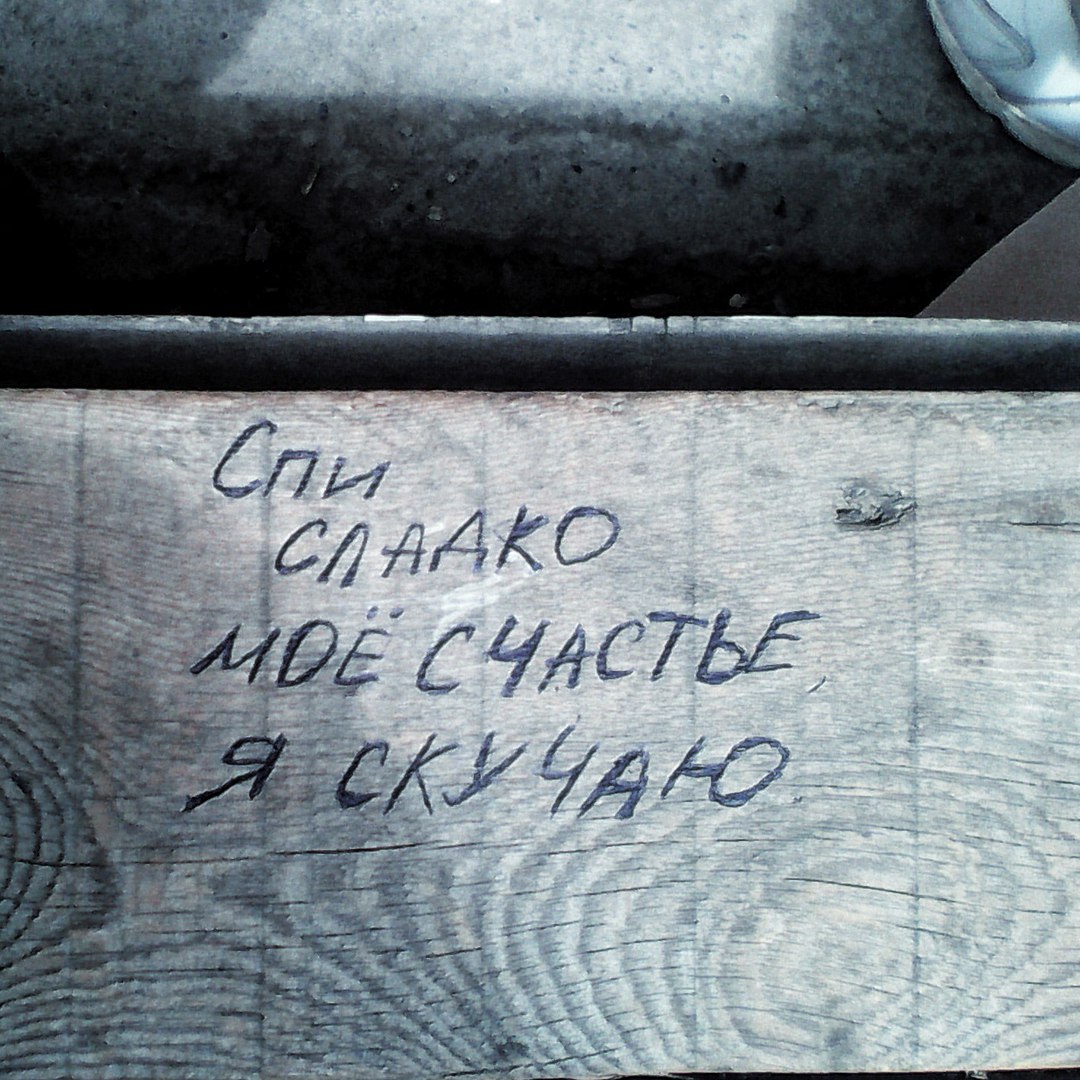 Спи
сладко
моё счастье,
я скучаю